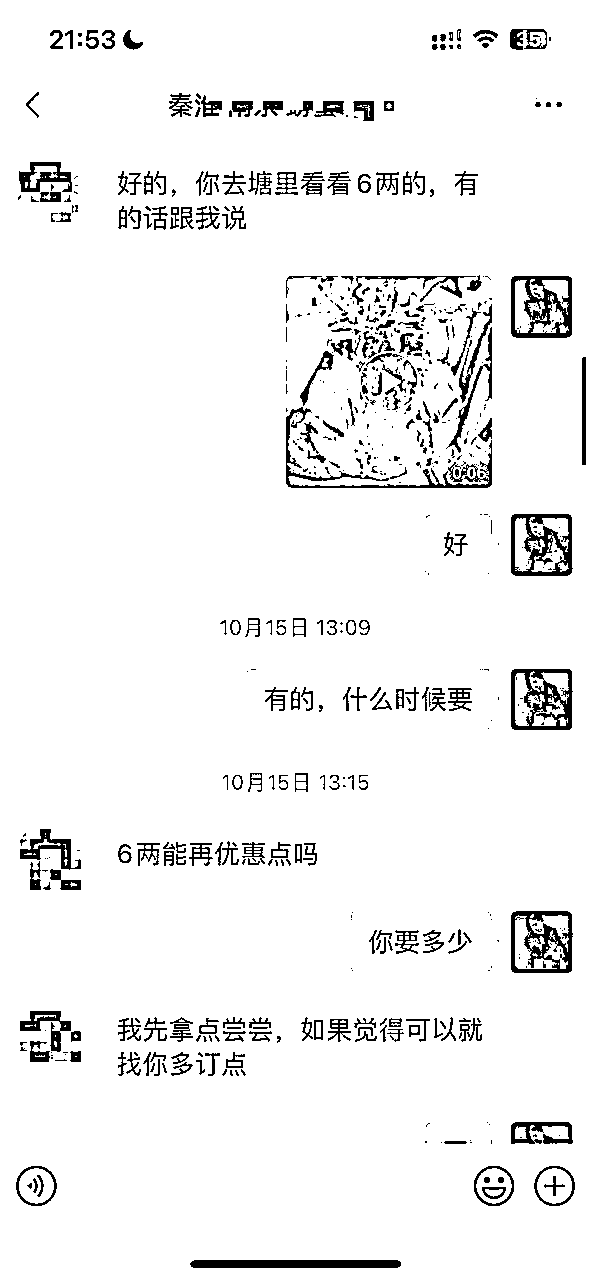 21:53
35
秦淮
好的，你去塘里看看6两的，有
的话跟我说
0:06
好
10月15日 13:09
有的，什么时候要
10月15日 13:15
6两能再优惠点吗
你要多少
我先拿点尝尝，如果觉得可以就
找你多订点